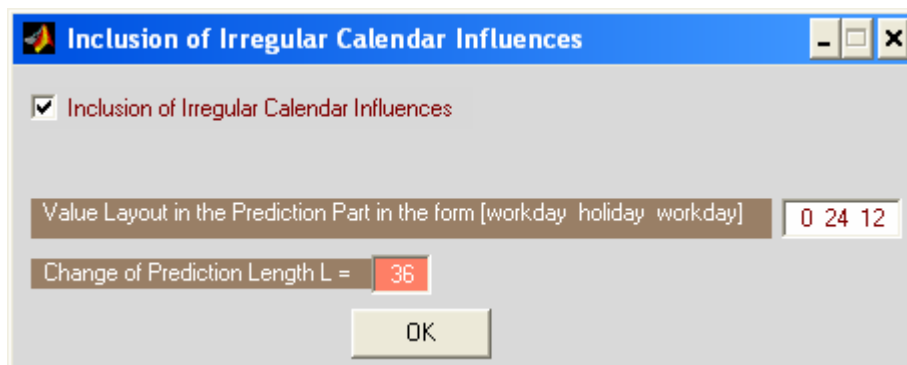 Inclusion of Irregular Calendar Influences
Inclusion of Irregular Calendar Influences
Value Layout in the Prediction Part in the form [workday holiday workday] 0 24 12
Change of Prediction Length L = 36
OK